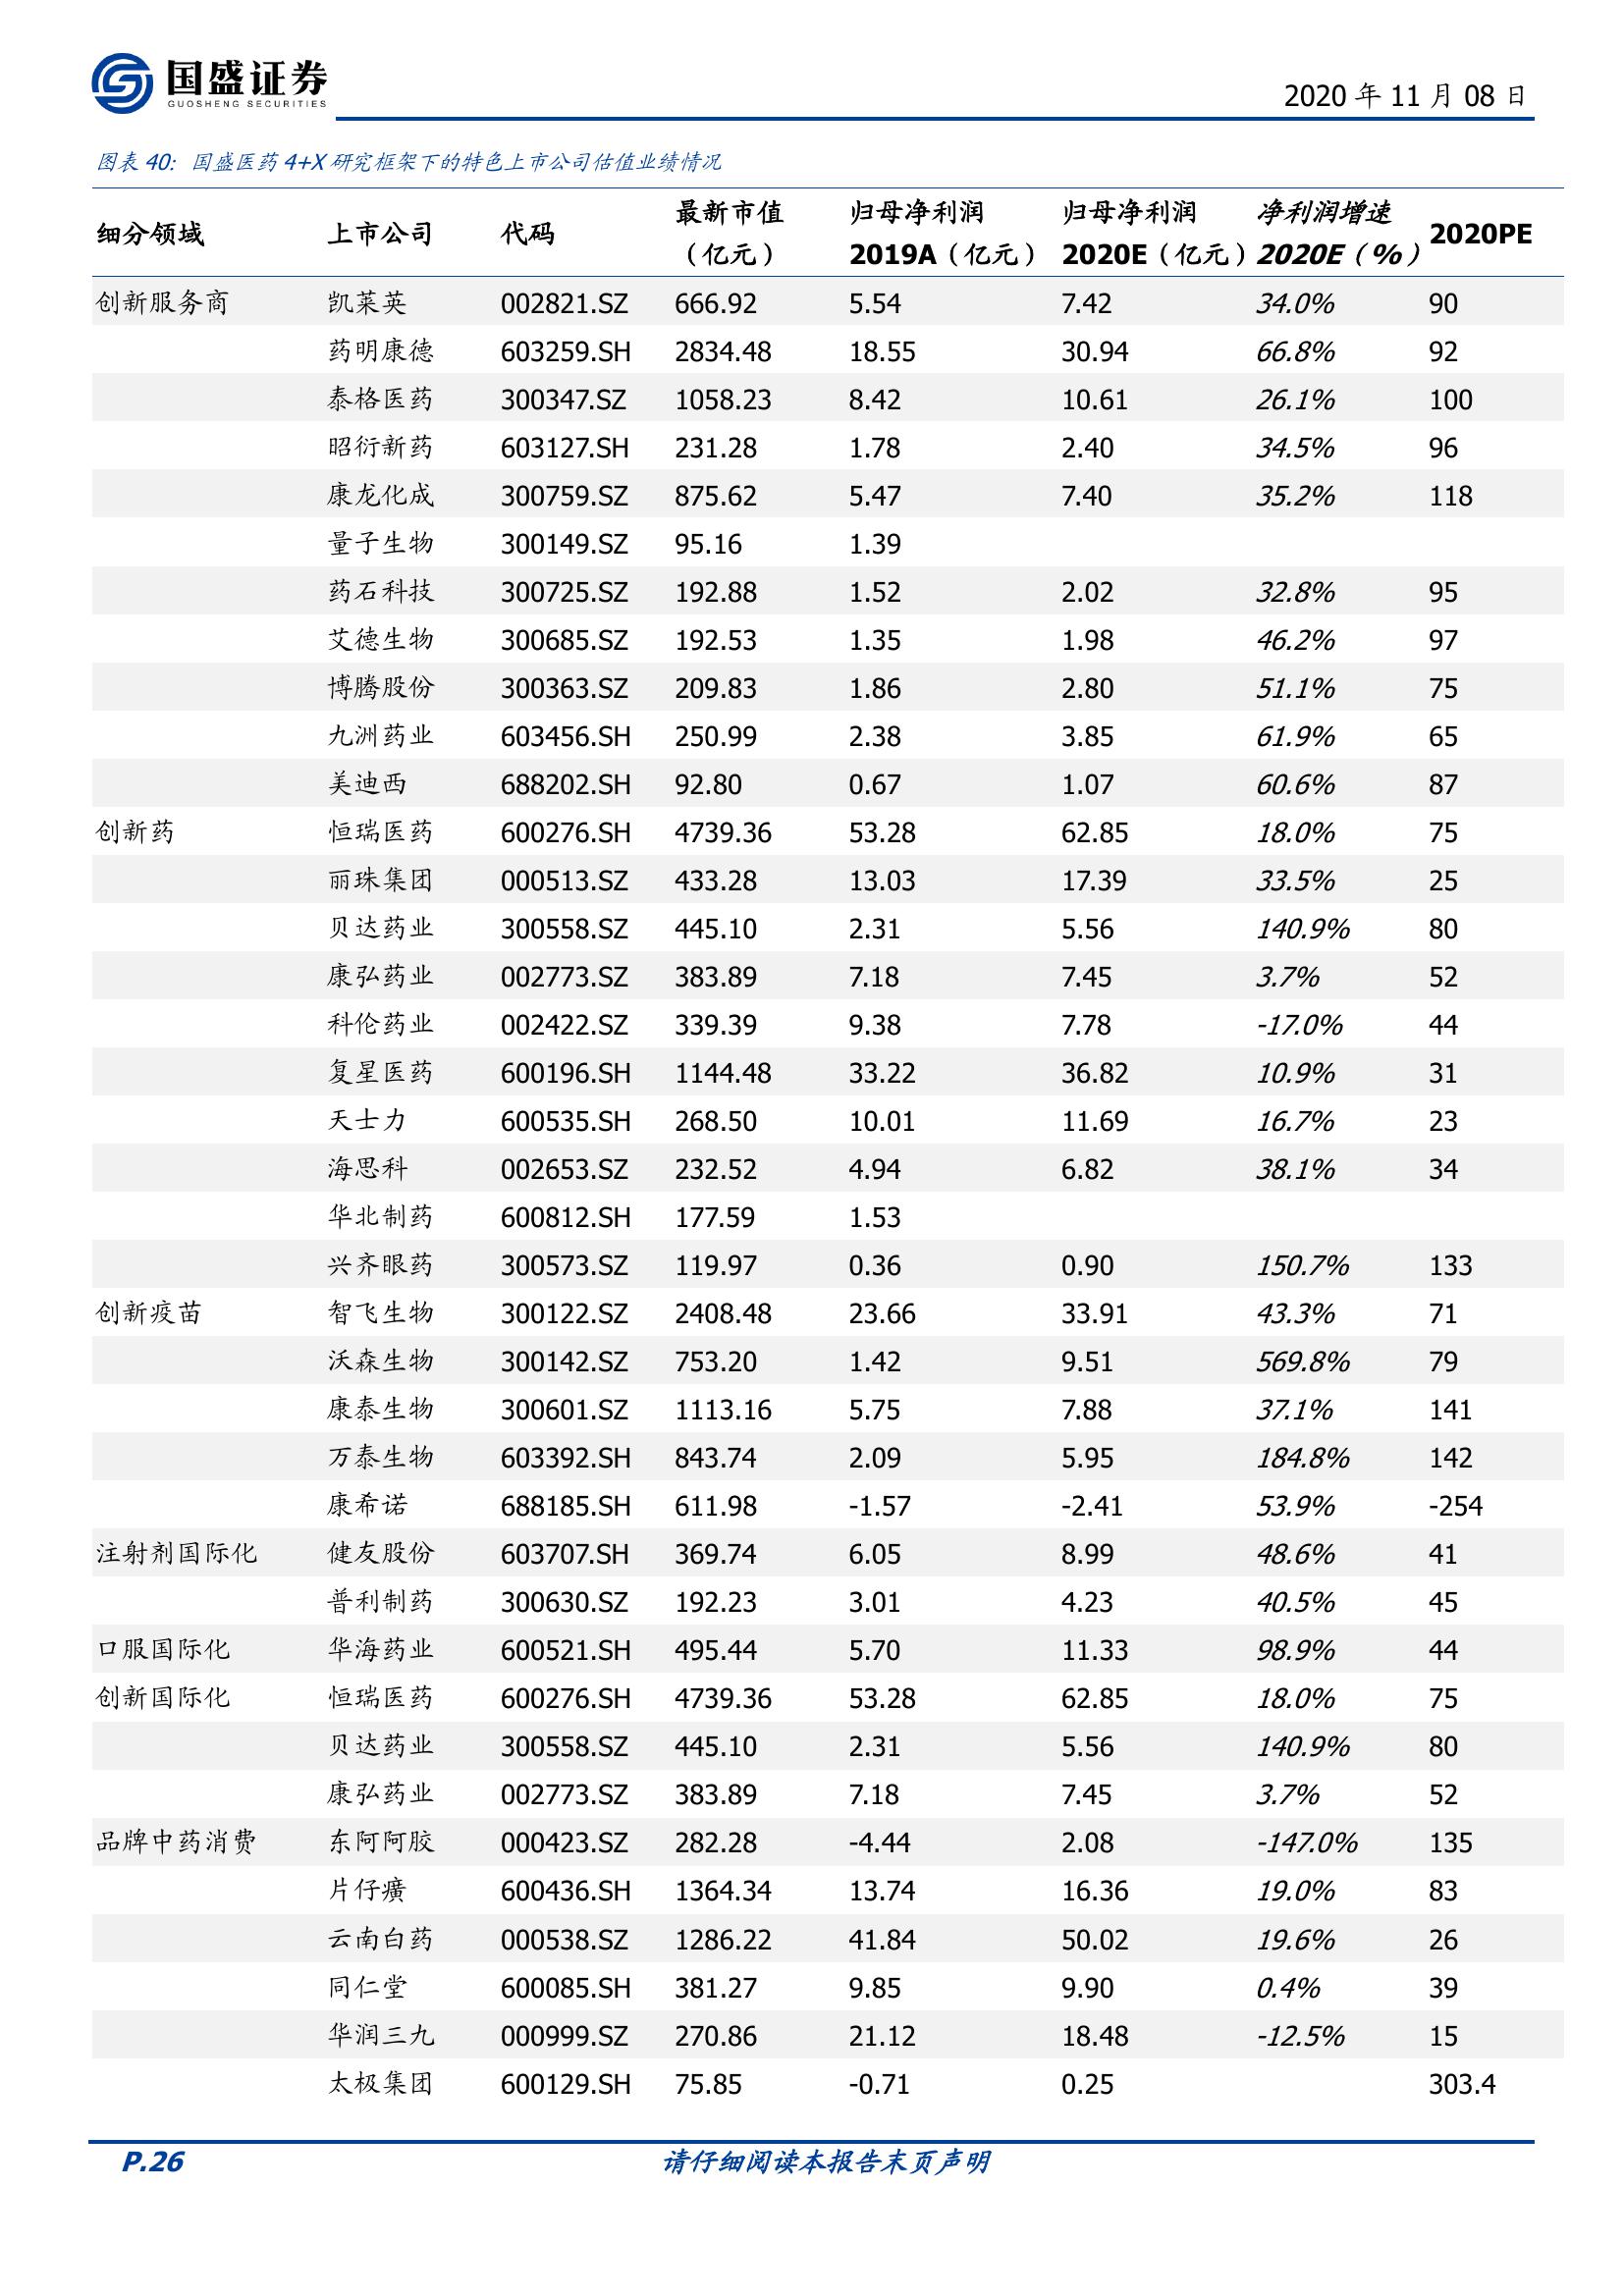 国盛证券
GUOSHENG SECURITIES
2020 年 11 月 08 日
图表 40: 国盛医药 4+X 研究框架下的特色上市公司估值业绩情况
细分领域 上市公司 代码 最新市值（亿元） 归母净利润 2019A（亿元） 归母净利润 2020E（亿元） 净利润增速 2020E（%） 2020PE
创新服务商 凯莱英 002821.SZ 666.92 5.54 7.42 34.0% 90
药明康德 603259.SH 2834.48 18.55 30.94 66.8% 92
泰格医药 300347.SZ 1058.23 8.42 10.61 26.1% 100
昭衍新药 603127.SH 231.28 1.78 2.40 34.5% 96
康龙化成 300759.SZ 875.62 5.47 7.40 35.2% 118
量子生物 300149.SZ 95.16 1.39
药石科技 300725.SZ 192.88 1.52 2.02 32.8% 95
艾德生物 300685.SZ 192.53 1.35 1.98 46.2% 97
博腾股份 300363.SZ 209.83 1.86 2.80 51.1% 75
九洲药业 603456.SH 250.99 2.38 3.85 61.9% 65
美迪西 688202.SH 92.80 0.67 1.07 60.6% 87
创新药 恒瑞医药 600276.SH 4739.36 53.28 62.85 18.0% 75
丽珠集团 000513.SZ 433.28 13.03 17.39 33.5% 25
贝达药业 300558.SZ 445.10 2.31 5.56 140.9% 80
康弘药业 002773.SZ 383.89 7.18 7.45 3.7% 52
科伦药业 002422.SZ 339.39 9.38 7.78 -17.0% 44
复星医药 600196.SH 1144.48 33.22 36.82 10.9% 31
天士力 600535.SH 268.50 10.01 11.69 16.7% 23
海思科 002653.SZ 232.52 4.94 6.82 38.1% 34
华北制药 600812.SH 177.59 1.53
兴齐眼药 300573.SZ 119.97 0.36 0.90 150.7% 133
创新疫苗 智飞生物 300122.SZ 2408.48 23.66 33.91 43.3% 71
沃森生物 300142.SZ 753.20 1.42 9.51 569.8% 79
康泰生物 300601.SZ 1113.16 5.75 7.88 37.1% 141
万泰生物 603392.SH 843.74 2.09 5.95 184.8% 142
康希诺 688185.SH 611.98 -1.57 -2.41 53.9% -254
注射剂国际化 健友股份 603707.SH 369.74 6.05 8.99 48.6% 41
普利制药 300630.SZ 192.23 3.01 4.23 40.5% 45
口服国际化 华海药业 600521.SH 495.44 5.70 11.33 98.9% 44
创新国际化 恒瑞医药 600276.SH 4739.36 53.28 62.85 18.0% 75
贝达药业 300558.SZ 445.10 2.31 5.56 140.9% 80
康弘药业 002773.SZ 383.89 7.18 7.45 3.7% 52
品牌中药消费 东阿阿胶 000423.SZ 282.28 -4.44 2.08 -147.0% 135
片仔癀 600436.SH 1364.34 13.74 16.36 19.0% 83
云南白药 000538.SZ 1286.22 41.84 50.02 19.6% 26
同仁堂 600085.SH 381.27 9.85 9.90 0.4% 39
华润三九 000999.SZ 270.86 21.12 18.48 -12.5% 15
太极集团 600129.SH 75.85 -0.71 0.25 303.4
P.26 请仔细阅读本报告末页声明